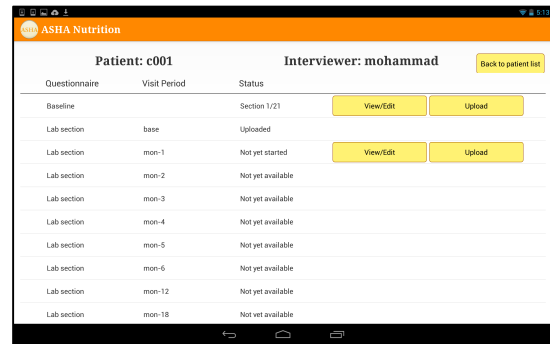 5:13
ASHA ASHA Nutrition
Patient: c001 Interviewer: mohammad Back to patient list
Questionnaire Visit Period Status
Baseline Section 1/21 View/Edit Upload
Lab section base Uploaded
Lab section mon-1 Not yet started View/Edit Upload
Lab section mon-2 Not yet available
Lab section mon-3 Not yet available
Lab section mon-4 Not yet available
Lab section mon-5 Not yet available
Lab section mon-6 Not yet available
Lab section mon-12 Not yet available
Lab section mon-18 Not yet available